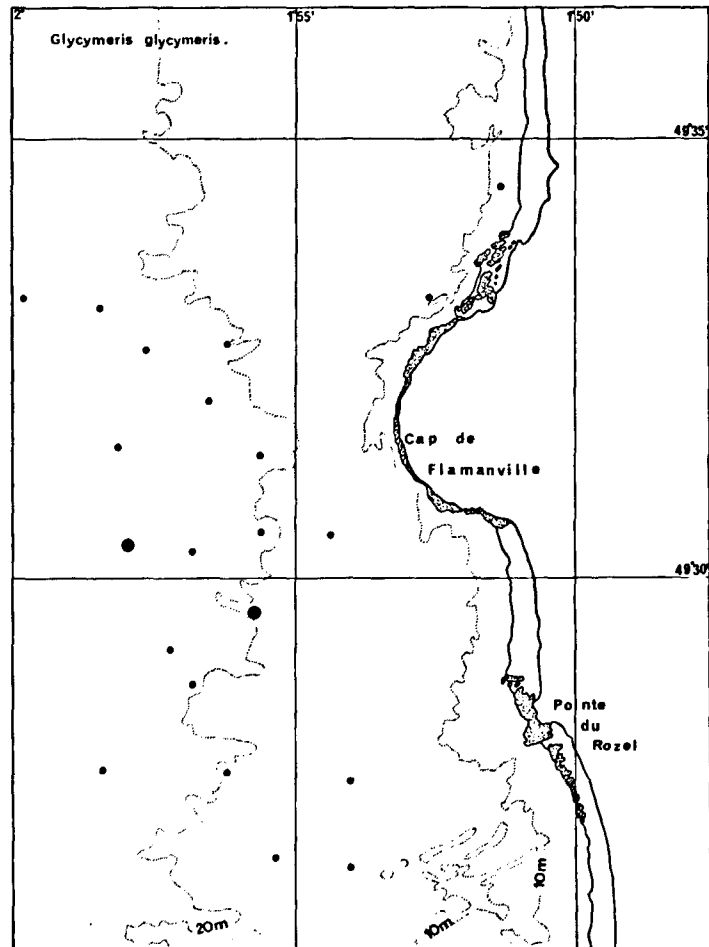 2°
1°55'
1°50'
Glycymeris glycymeris.
49°35'
Cap de
Flamanville
49°30'
Pointe
du
Rozel
20m.
10m.
10m